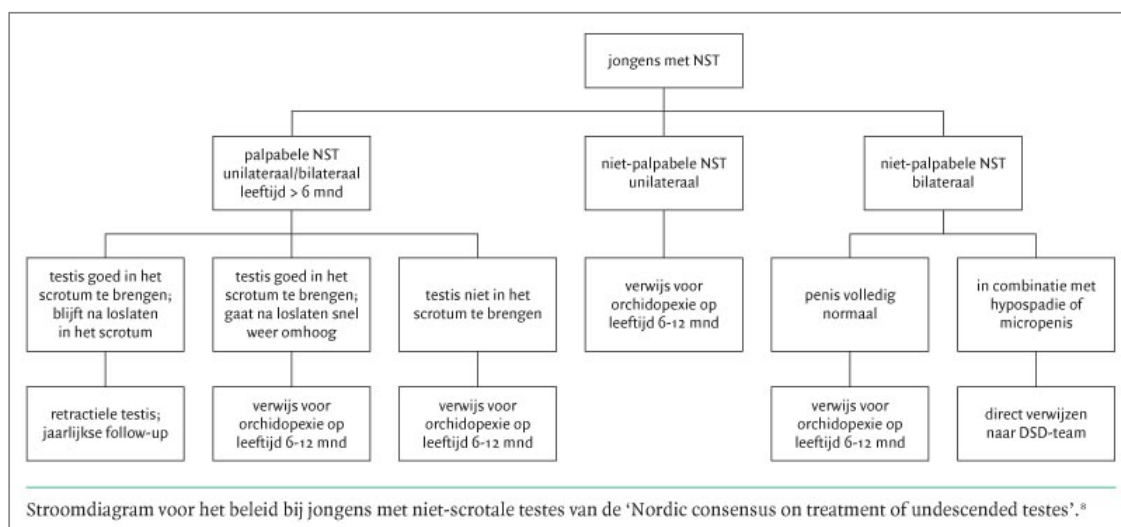 jongens met NST
palpabele NST
unilateraal/bilateraal
leeftijd > 6 mnd
niet-palpabele NST
unilateraal
niet-palpabele NST
bilateraal
testis goed in het
scrotum te brengen;
blijft na loslaten
in het scrotum
testis goed in het
scrotum te brengen;
gaat na loslaten snel
weer omhoog
testis niet in het
scrotum te brengen
verwijs voor
orchidopexie op
leeftijd 6-12 mnd
penis volledig
normaal
in combinatie met
hypospadie of
micropenis
retractiele testis;
jaarlijkse follow-up
verwijs voor
orchidopexie op
leeftijd 6-12 mnd
verwijs voor
orchidopexie op
leeftijd 6-12 mnd
verwijs voor
orchidopexie op
leeftijd 6-12 mnd
direct verwijzen
naar DSD-team
Stroomdiagram voor het beleid bij jongens met niet-scrotale testes van de ‘Nordic consensus on treatment of undescended testes’.⁸